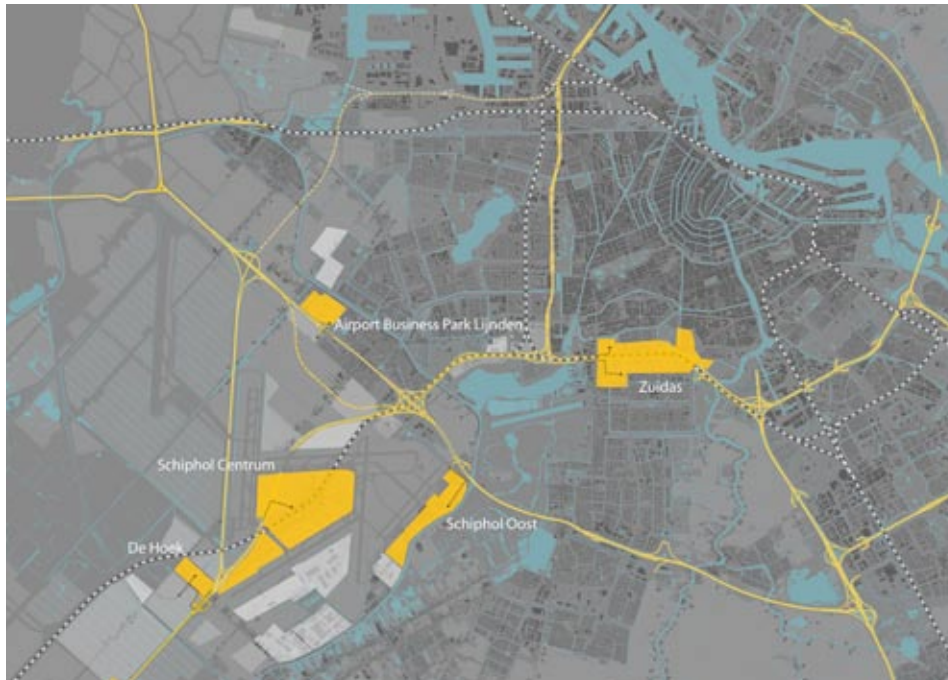 Airport Business Park Lijnden
Zuidas
Schiphol Centrum
Schiphol Oost
De Hoek